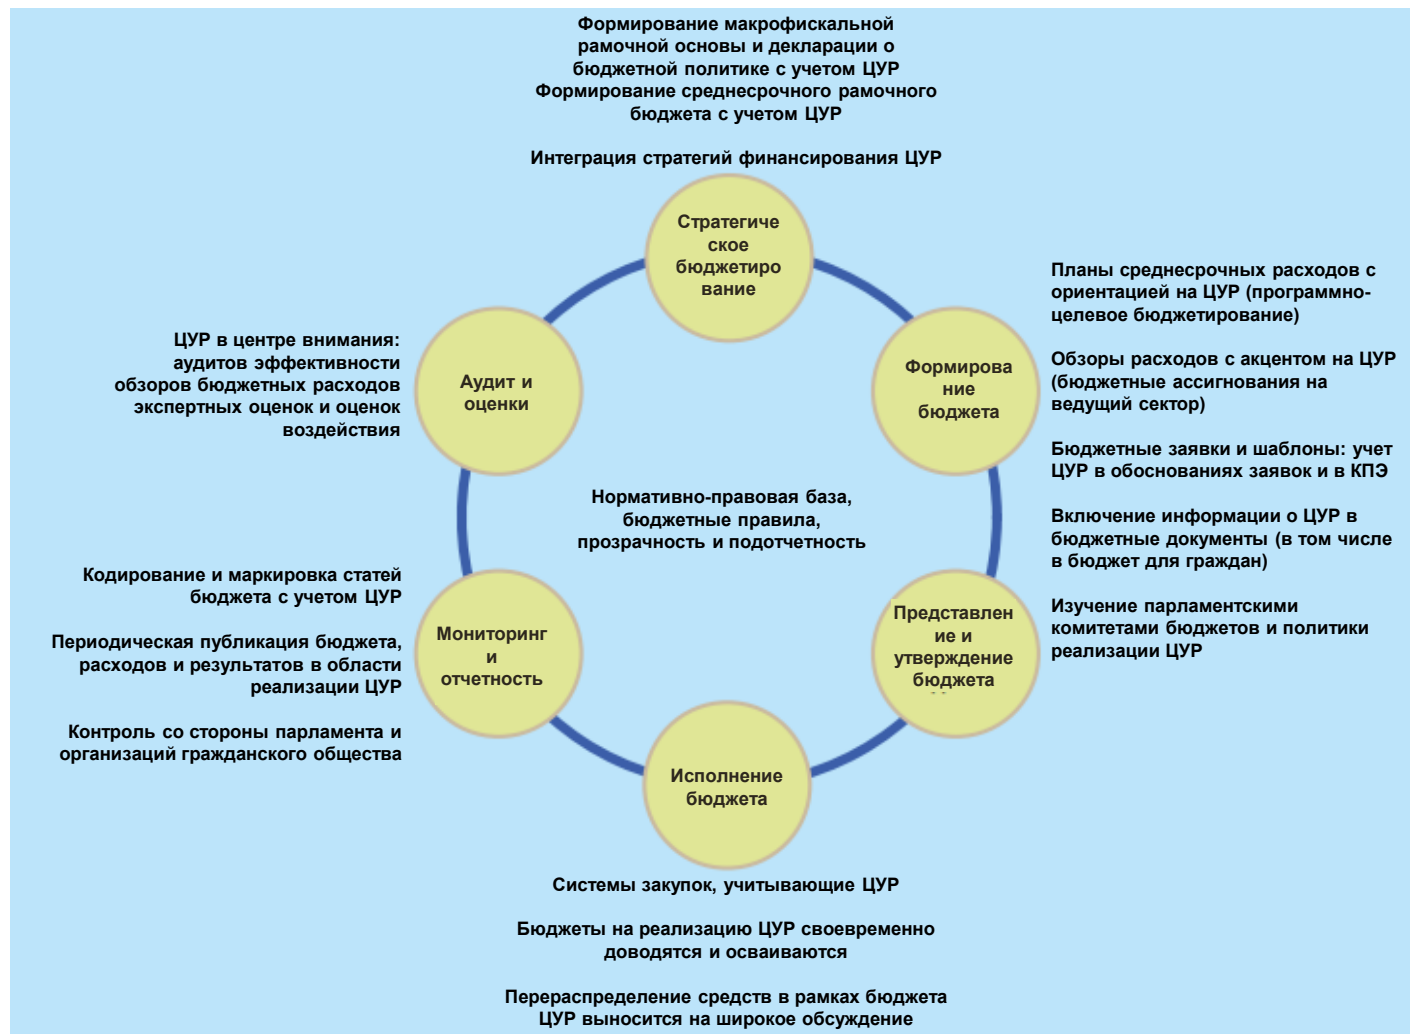 Формирование макрофискальной
рамочной основы и декларации о
бюджетной политике с учетом ЦУР
Формирование среднесрочного рамочного
бюджета с учетом ЦУР
Интеграция стратегий финансирования ЦУР
Стратегиче
ское
бюджетиро
вание
Планы среднесрочных расходов с
ориентацией на ЦУР (программно-
целевое бюджетирование)
Обзоры расходов с акцентом на ЦУР
(бюджетные ассигнования на
ведущий сектор)
Бюджетные заявки и шаблоны: учет
ЦУР в обоснованиях заявок и в КПЭ
Включение информации о ЦУР в
бюджетные документы (в том числе
в бюджет для граждан)
Изучение парламентскими
комитетами бюджетов и политики
реализации ЦУР
Формирова
ние
бюджета
Представлен
ие и
утверждение
бюджета
Исполнение
бюджета
Системы закупок, учитывающие ЦУР
Бюджеты на реализацию ЦУР своевременно
доводятся и осваиваются
Перераспределение средств в рамках бюджета
ЦУР выносится на широкое обсуждение
Мониторинг
и
отчетность
Кодирование и маркировка статей
бюджета с учетом ЦУР
Периодическая публикация бюджета,
расходов и результатов в области
реализации ЦУР
Контроль со стороны парламента и
организаций гражданского общества
Аудит и
оценки
ЦУР в центре внимания:
аудитов эффективности
обзоров бюджетных расходов
экспертных оценок и оценок
воздействия
Нормативно-правовая база,
бюджетные правила,
прозрачность и подотчетность